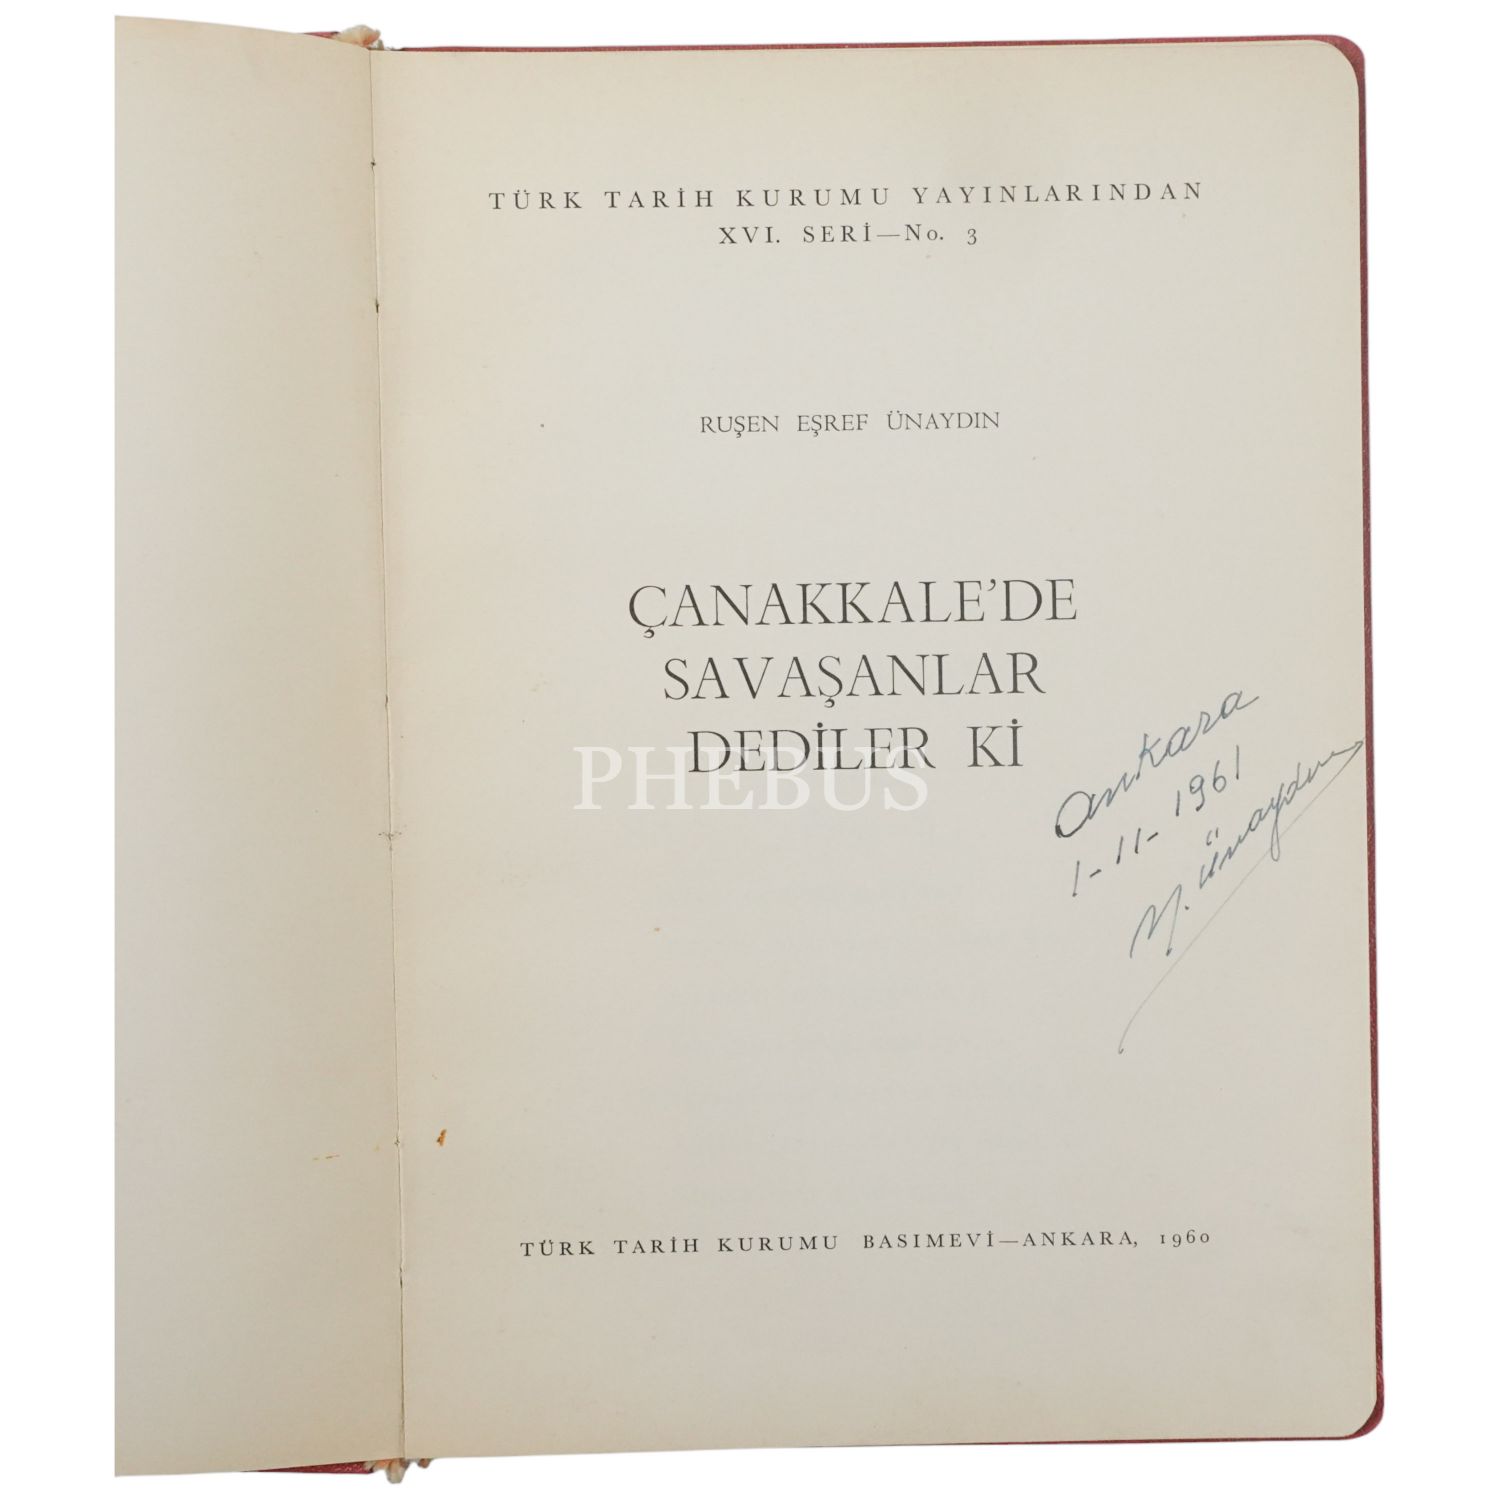 TÜRK TARİH KURUMU YAYINLARINDAN
XVI. SERİ—No. 3
RUŞEN EŞREF ÜNAYDIN
ÇANAKKALE’DE
SAVAŞANLAR
DEDİLER Kİ
PHEBUS
Ankara
1-11-1961
Ünaydın
TÜRK TARİH KURUMU BASIMEVİ—ANKARA, 1960